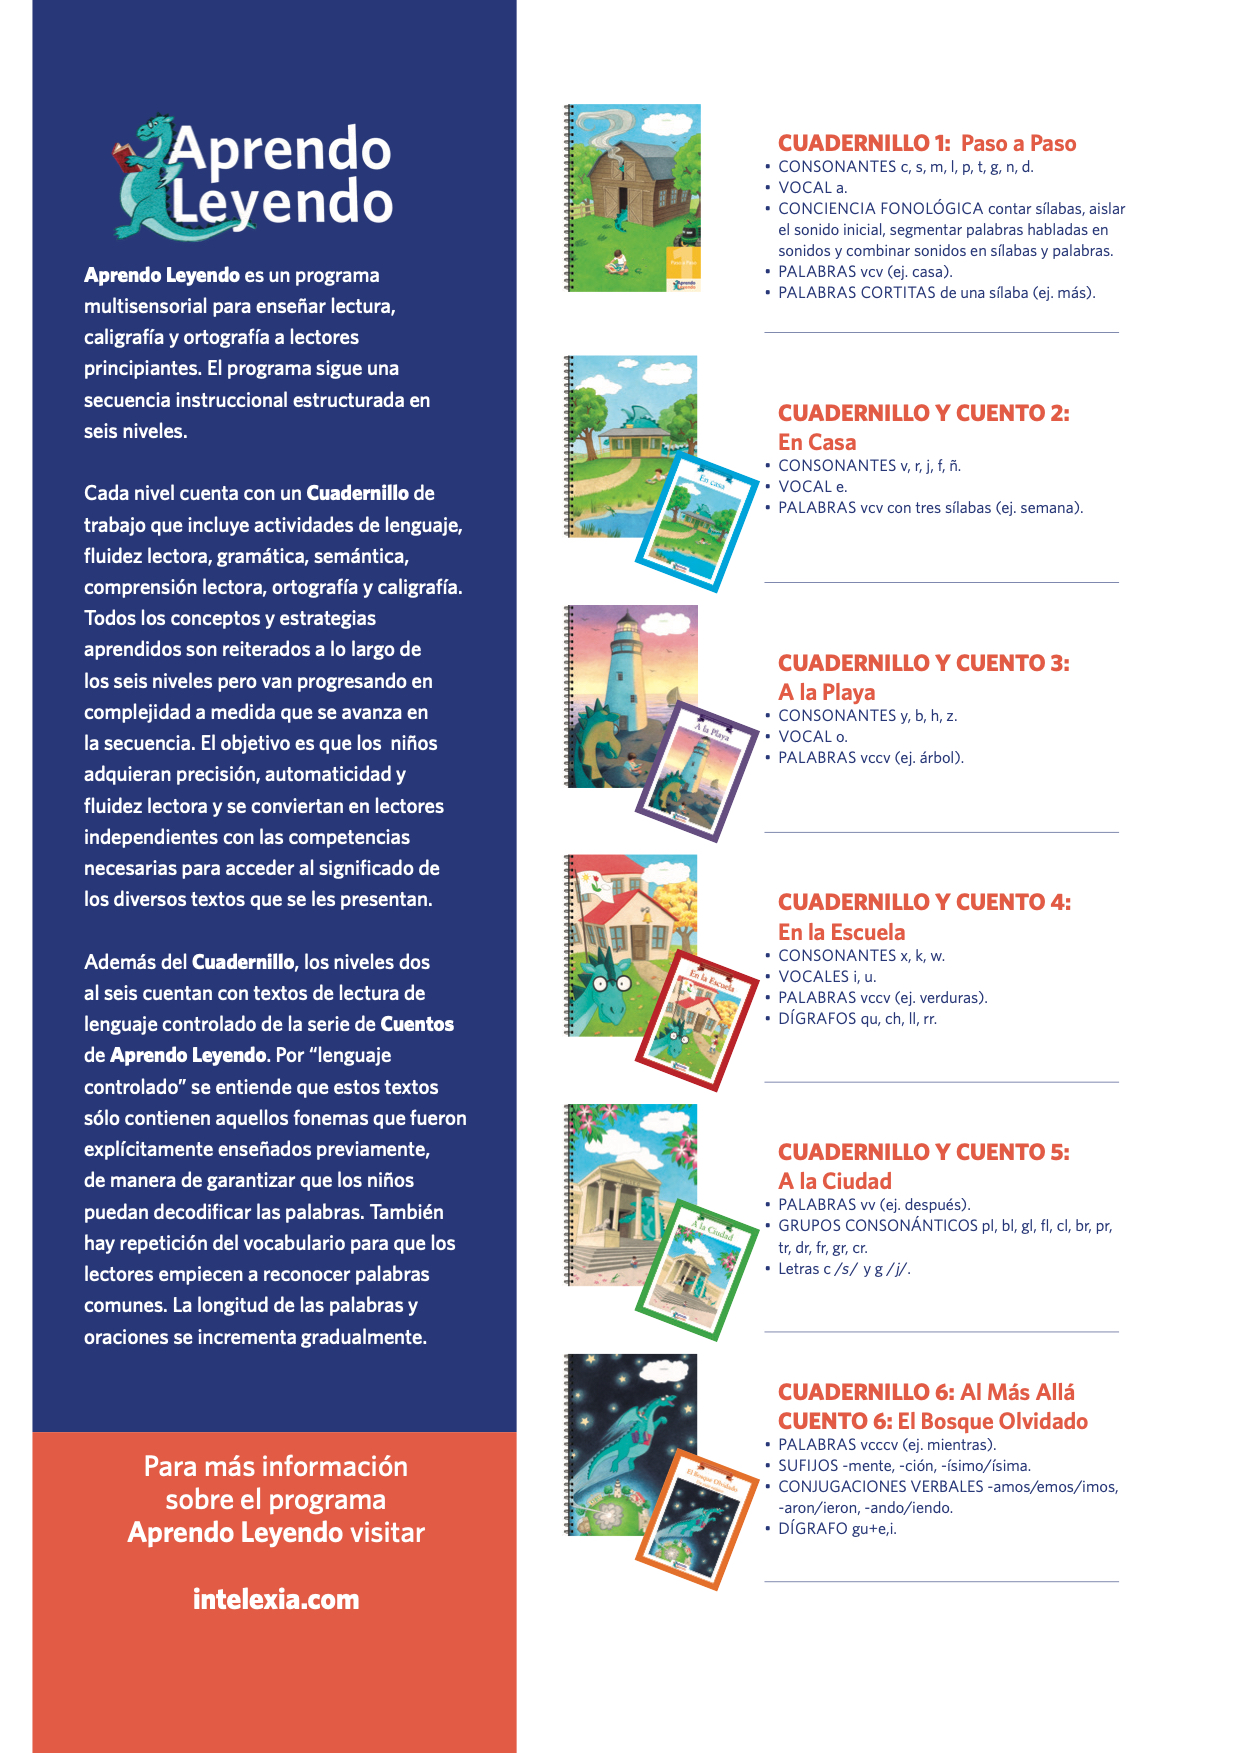 Aprendo
Leyendo
Aprendo Leyendo es un programa
multisensorial para enseñar lectura,
caligrafía y ortografía a lectores
principiantes. El programa sigue una
secuencia instruccional estructurada en
seis niveles.
Cada nivel cuenta con un Cuadernillo de
trabajo que incluye actividades de lenguaje,
fluidez lectora, gramática, semántica,
comprensión lectora, ortografía y caligrafía.
Todos los conceptos y estrategias
aprendidos son reiterados a lo largo de
los seis niveles pero van progresando en
complejidad a medida que se avanza en
la secuencia. El objetivo es que los niños
adquieran precisión, automaticidad y
fluidez lectora y se conviertan en lectores
independientes con las competencias
necesarias para acceder al significado de
los diversos textos que se les presentan.
Además del Cuadernillo, los niveles dos
al seis cuentan con textos de lectura de
lenguaje controlado de la serie de Cuentos
de Aprendo Leyendo. Por “lenguaje
controlado” se entiende que estos textos
sólo contienen aquellos fonemas que fueron
explícitamente enseñados previamente,
de manera de garantizar que los niños
puedan decodificar las palabras. También
hay repetición del vocabulario para que los
lectores empiecen a reconocer palabras
comunes. La longitud de las palabras y
oraciones se incrementa gradualmente.
Para más información
sobre el programa
Aprendo Leyendo visitar
intelexia.com
1
Aprendo
Leyendo
CUADERNILLO 1: Paso a Paso
• CONSONANTES c, s, m, l, p, t, g, n, d.
• VOCAL a.
• CONCIENCIA FONOLÓGICA contar sílabas, aislar
el sonido inicial, segmentar palabras habladas en
sonidos y combinar sonidos en sílabas y palabras.
• PALABRAS vcv (ej. casa).
• PALABRAS CORTITAS de una sílaba (ej. más).
En casa
CUADERNILLO Y CUENTO 2:
En Casa
• CONSONANTES v, r, j, f, ñ.
• VOCAL e.
• PALABRAS vcv con tres sílabas (ej. semana).
A la Playa
CUADERNILLO Y CUENTO 3:
A la Playa
• CONSONANTES y, b, h, z.
• VOCAL o.
• PALABRAS vccv (ej. árbol).
En la Escuela
CUADERNILLO Y CUENTO 4:
En la Escuela
• CONSONANTES x, k, w.
• VOCALES i, u.
• PALABRAS vccv (ej. verduras).
• DÍGRAFOS qu, ch, ll, rr.
A la Ciudad
CUADERNILLO Y CUENTO 5:
A la Ciudad
• PALABRAS vv (ej. después).
• GRUPOS CONSONÁNTICOS pl, bl, gl, fl, cl, br, pr,
tr, dr, fr, gr, cr.
• Letras c /s/ y g /j/.
El Bosque Olvidado
CUADERNILLO 6: Al Más Allá
CUENTO 6: El Bosque Olvidado
• PALABRAS vcccv (ej. mientras).
• SUFIJOS -mente, -ción, -ísimo/ísima.
• CONJUGACIONES VERBALES -amos/emos/imos,
-aron/ieron, -ando/iendo.
• DÍGRAFO gu+e,i.